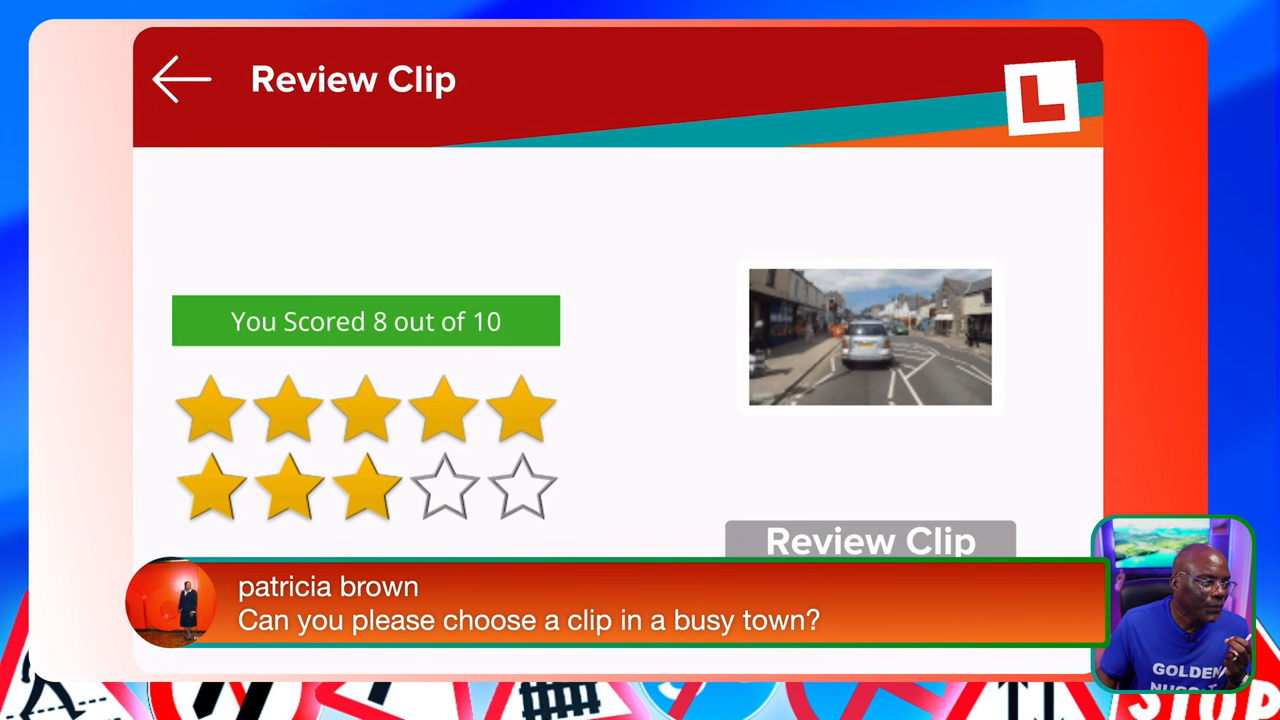 Review Clip
L
You Scored 8 out of 10
Review Clip
patricia brown
Can you please choose a clip in a busy town?
GOLDEN
STOP